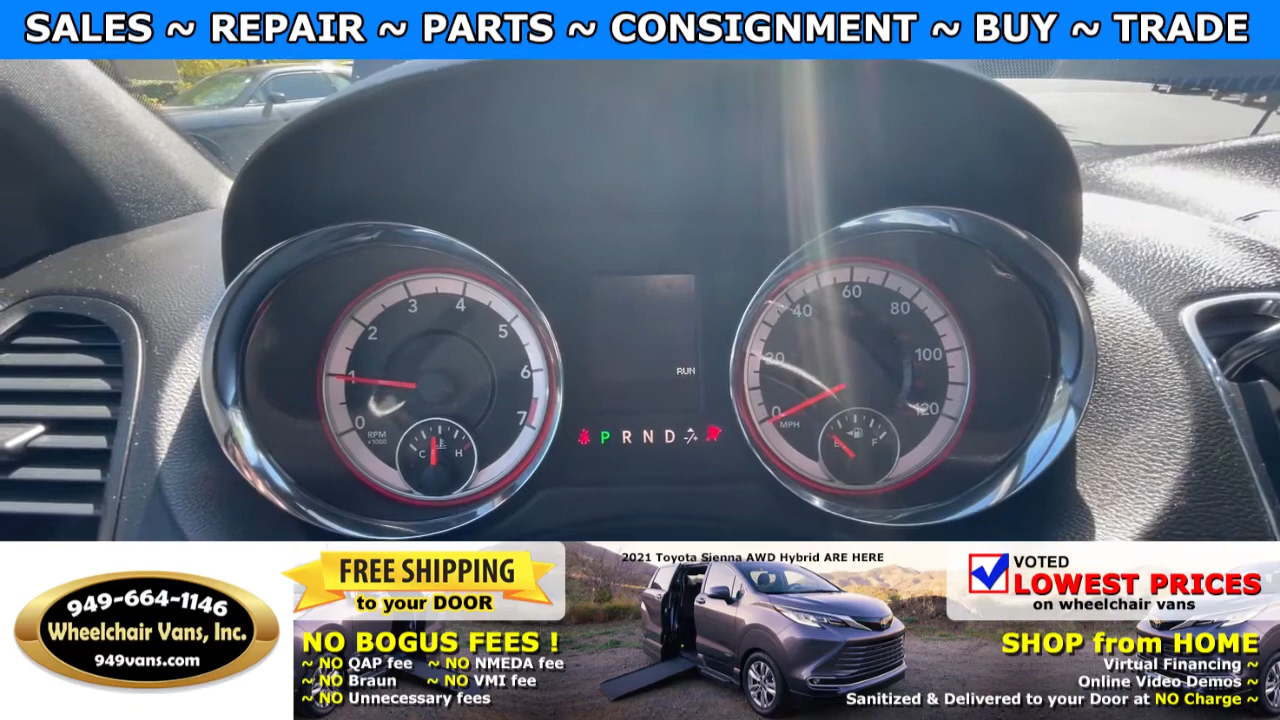 SALES ~ REPAIR ~ PARTS ~ CONSIGNMENT ~ BUY ~ TRADE
0 1 2 3 4 5 6 7
RPM
x1000
C H
RUN
P R N D
0 20 40 60 80 100 120
MPH
E F
949-664-1146
Wheelchair Vans, Inc.
949vans.com
FREE SHIPPING
to your DOOR
NO BOGUS FEES !
~ NO QAP fee ~ NO NMEDA fee
~ NO Braun ~ NO VMI fee
~ NO Unnecessary fees
2021 Toyota Sienna AWD Hybrid ARE HERE
VOTED
LOWEST PRICES
on wheelchair vans
SHOP from HOME
Virtual Financing ~
Online Video Demos ~
Sanitized & Delivered to your Door at NO Charge ~